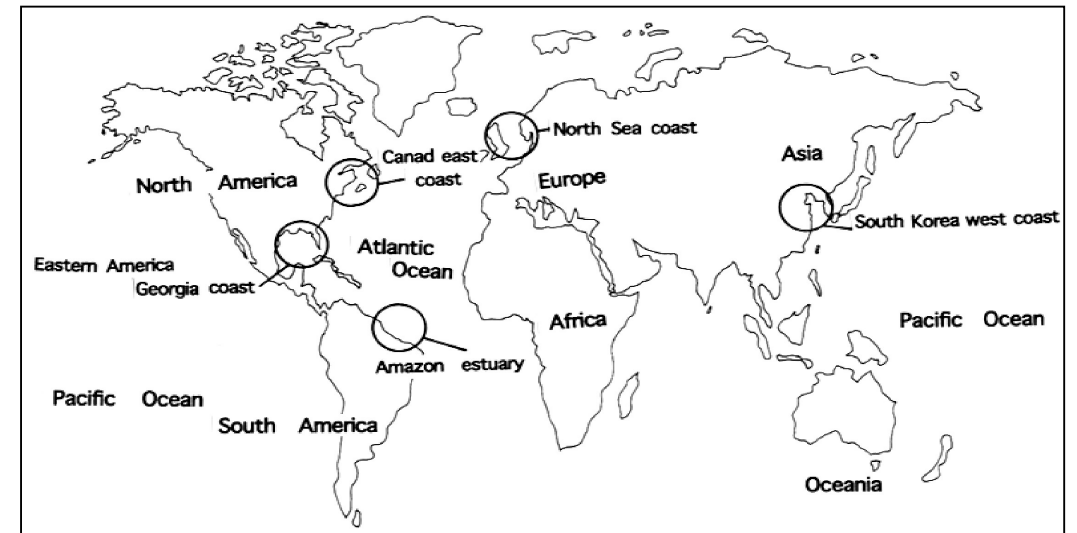 North Sea coast
Canad east?
coast
Asia
North America
Europe
South Korea west coast
Atlantic
Ocean
Eastern America
Georgia coast
Africa
Pacific Ocean
Amazon estuary
Pacific Ocean
South America
Oceania